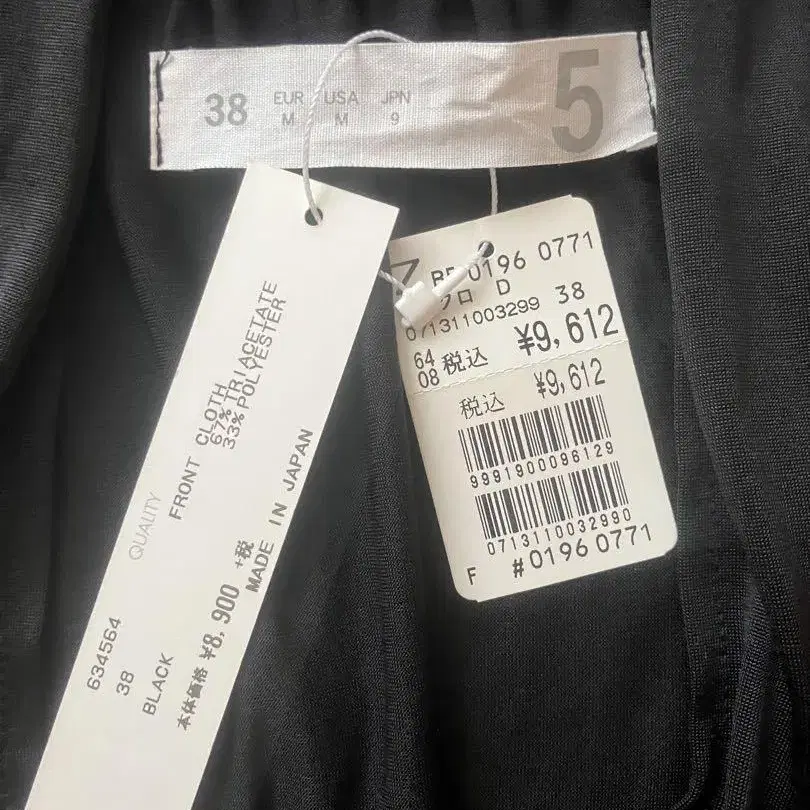 38 EUR USA JPN
M M 9
5
QUALITY
FRONT CLOTH
67% TRIACETATE
33% POLYESTER
MADE IN JAPAN
634564
38
BLACK
本体価格 ¥8,900 +税
0196 0771
クロ D
071311003299 38
64
08 税込 ¥9,612
税込 ¥9,612
9991900096129
0713110032990
F #0196 0771